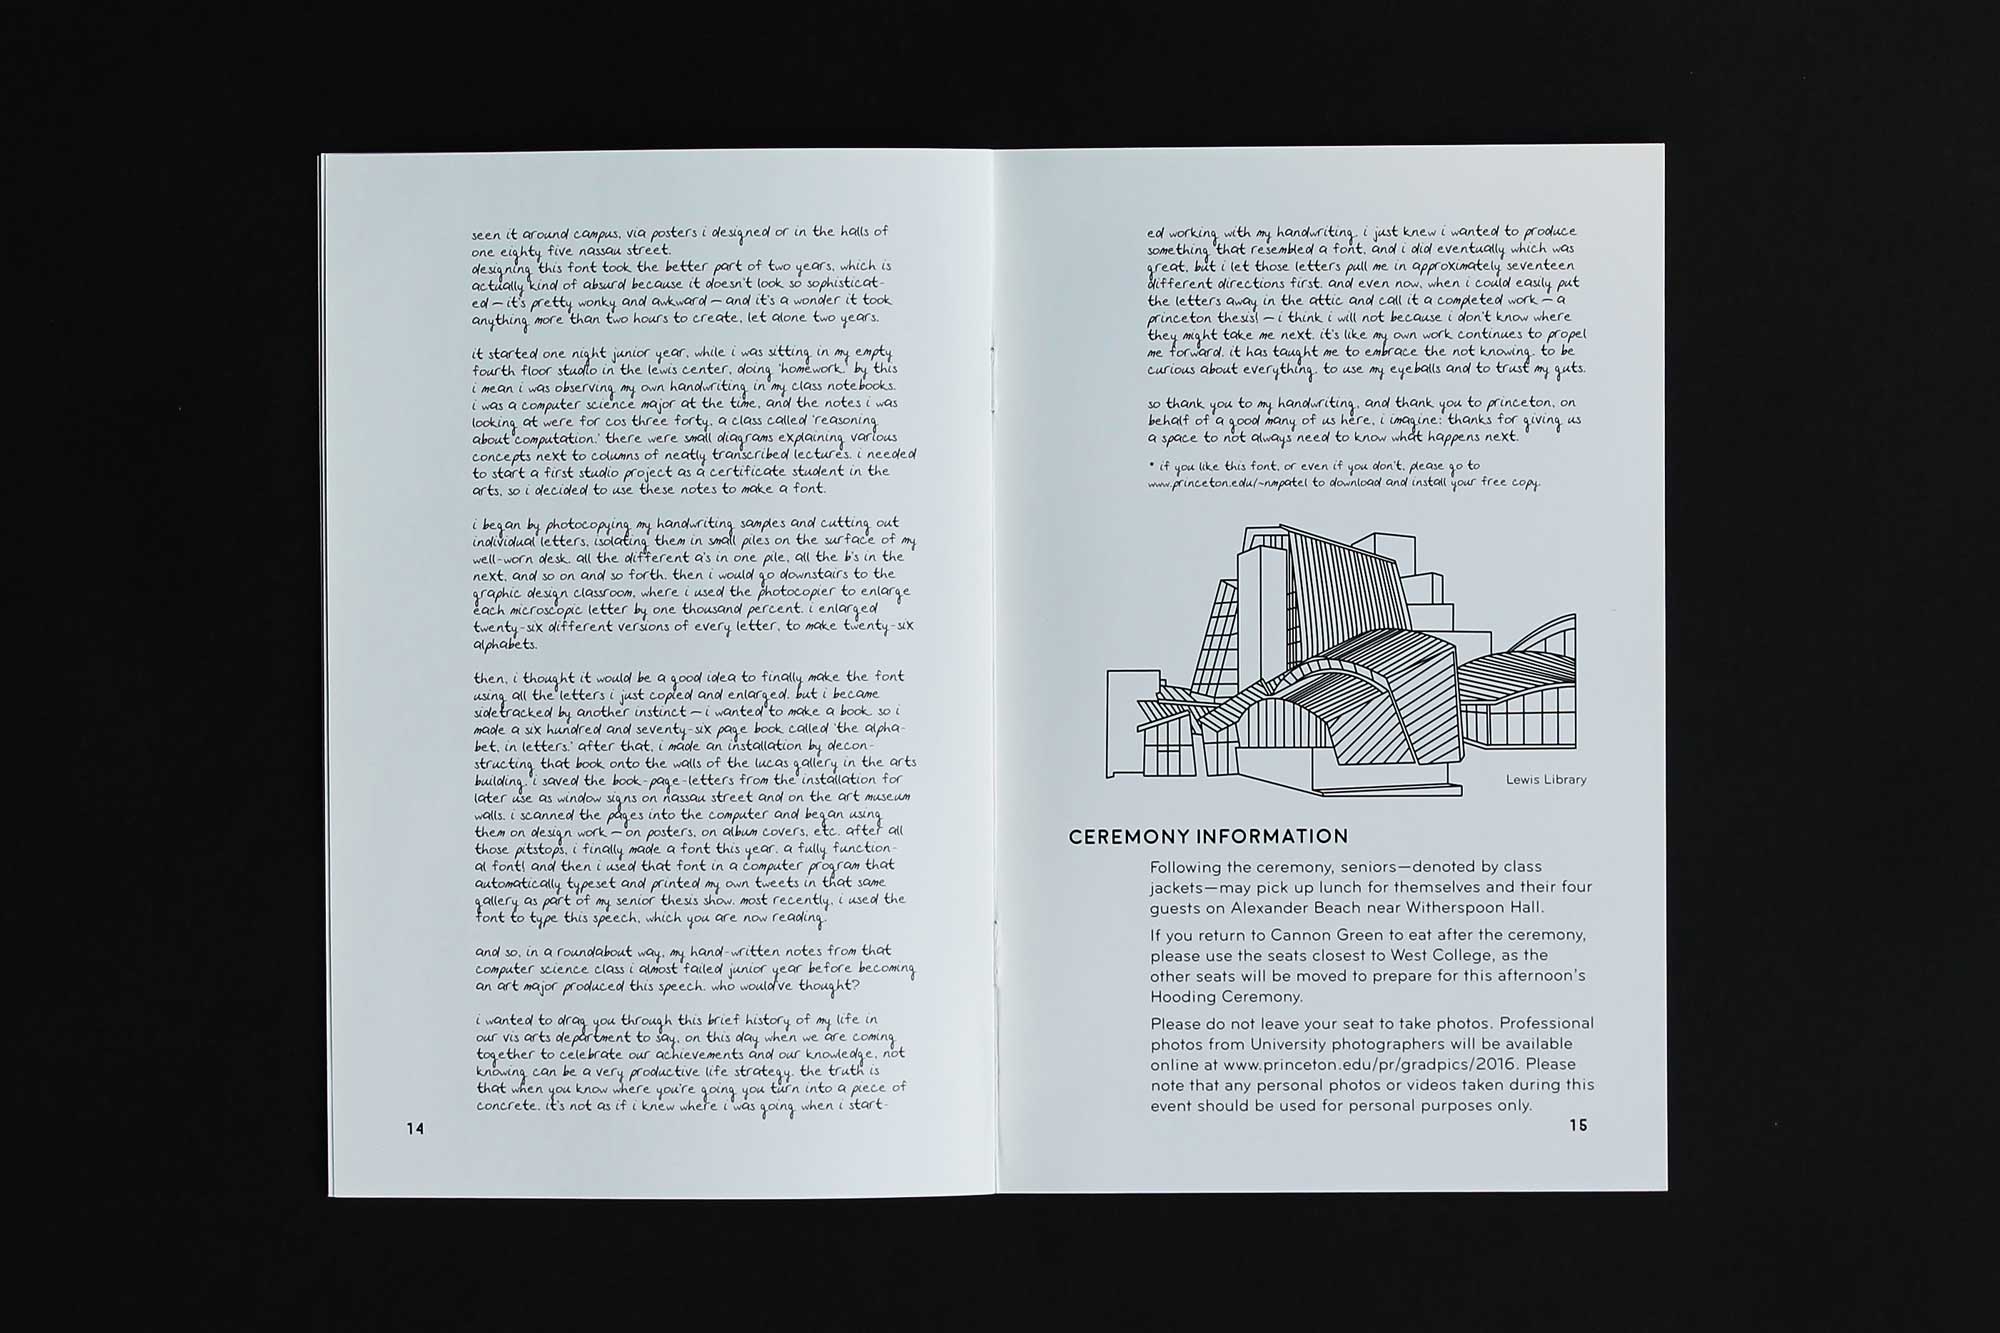 seen it around campus, via posters i designed or in the halls of
one eighty five nassau street.
designing this font took the better part of two years, which is
actually kind of absurd because it doesn't look so sophisticat-
ed — it's pretty wonky and awkward — and it's a wonder it took
anything more than two hours to create, let alone two years.
it started one night junior year, while i was sitting in my empty
fourth floor studio in the lewis center, doing 'homework.' by this
i mean i was observing my own handwriting in my class notebooks.
i was a computer science major at the time, and the notes i was
looking at were for cos three forty, a class called 'reasoning
about computation.' there were small diagrams explaining various
concepts next to columns of neatly transcribed lectures. i needed
to start a first studio project as a certificate student in the
arts, so i decided to use these notes to make a font.
i began by photocopying my handwriting samples and cutting out
individual letters, isolating them in small piles on the surface of my
well-worn desk. all the different a's in one pile, all the b's in the
next, and so on and so forth. then i would go downstairs to the
graphic design classroom, where i used the photocopier to enlarge
each microscopic letter by one thousand percent. i enlarged
twenty-six different versions of every letter, to make twenty-six
alphabets.
then, i thought it would be a good idea to finally make the font
using all the letters i just copied and enlarged. but i became
sidetracked by another instinct — i wanted to make a book. so i
made a six hundred and seventy-six page book called 'the alpha-
bet, in letters.' after that, i made an installation by decon-
structing that book onto the walls of the lucas gallery in the arts
building. i saved the book-page-letters from the installation for
later use as window signs on nassau street and on the art museum
walls. i scanned the pages into the computer and began using
them on design work — on posters, on album covers, etc. after all
those pitstops, i finally made a font this year. a fully function-
al font! and then i used that font in a computer program that
automatically typeset and printed my own tweets in that same
gallery as part of my senior thesis show. most recently, i used the
font to type this speech, which you are now reading.
and so, in a roundabout way, my hand-written notes from that
computer science class i almost failed junior year before becoming
an art major produced this speech. who would've thought?
i wanted to drag you through this brief history of my life in
our vis arts department to say, on this day when we are coming
together to celebrate our achievements and our knowledge, not
knowing can be a very productive life strategy. the truth is
that when you know where you're going you turn into a piece of
concrete. it's not as if i knew where i was going when i start-
14
ed working with my handwriting. i just knew i wanted to produce
something that resembled a font, and i did eventually which was
great, but i let those letters pull me in approximately seventeen
different directions first. and even now, when i could easily put
the letters away in the attic and call it a completed work — a
princeton thesis! — i think i will not because i don't know where
they might take me next. it's like my own work continues to propel
me forward. it has taught me to embrace the not knowing. to be
curious about everything. to use my eyeballs and to trust my guts.
so thank you to my handwriting, and thank you to princeton, on
behalf of a good many of us here, i imagine: thanks for giving us
a space to not always need to know what happens next.
* if you like this font, or even if you don't, please go to
www.princeton.edu/~nmpatel to download and install your free copy.
Lewis Library
CEREMONY INFORMATION
Following the ceremony, seniors—denoted by class
jackets—may pick up lunch for themselves and their four
guests on Alexander Beach near Witherspoon Hall.
If you return to Cannon Green to eat after the ceremony,
please use the seats closest to West College, as the
other seats will be moved to prepare for this afternoon's
Hooding Ceremony.
Please do not leave your seat to take photos. Professional
photos from University photographers will be available
online at www.princeton.edu/pr/gradpics/2016. Please
note that any personal photos or videos taken during this
event should be used for personal purposes only.
15